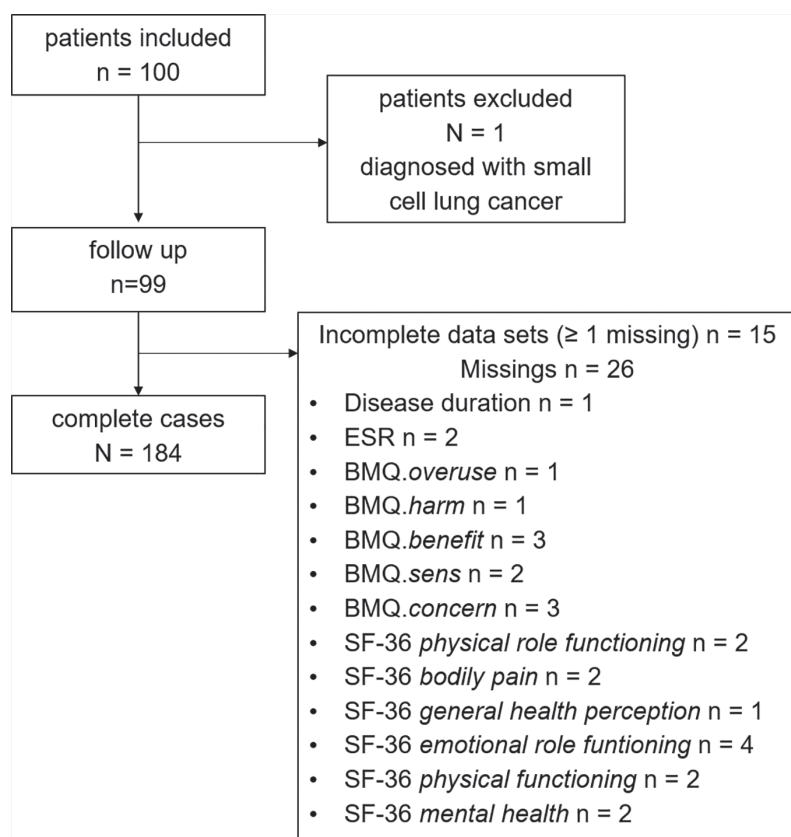 patients included
n = 100
patients excluded
N = 1
diagnosed with small
cell lung cancer
follow up
n=99
Incomplete data sets (≥ 1 missing) n = 15
Missings n = 26
• Disease duration n = 1
• ESR n = 2
• BMQ.overuse n = 1
• BMQ.harm n = 1
• BMQ.benefit n = 3
• BMQ.sens n = 2
• BMQ.concern n = 3
• SF-36 physical role functioning n = 2
• SF-36 bodily pain n = 2
• SF-36 general health perception n = 1
• SF-36 emotional role funtioning n = 4
• SF-36 physical functioning n = 2
• SF-36 mental health n = 2
complete cases
N = 184